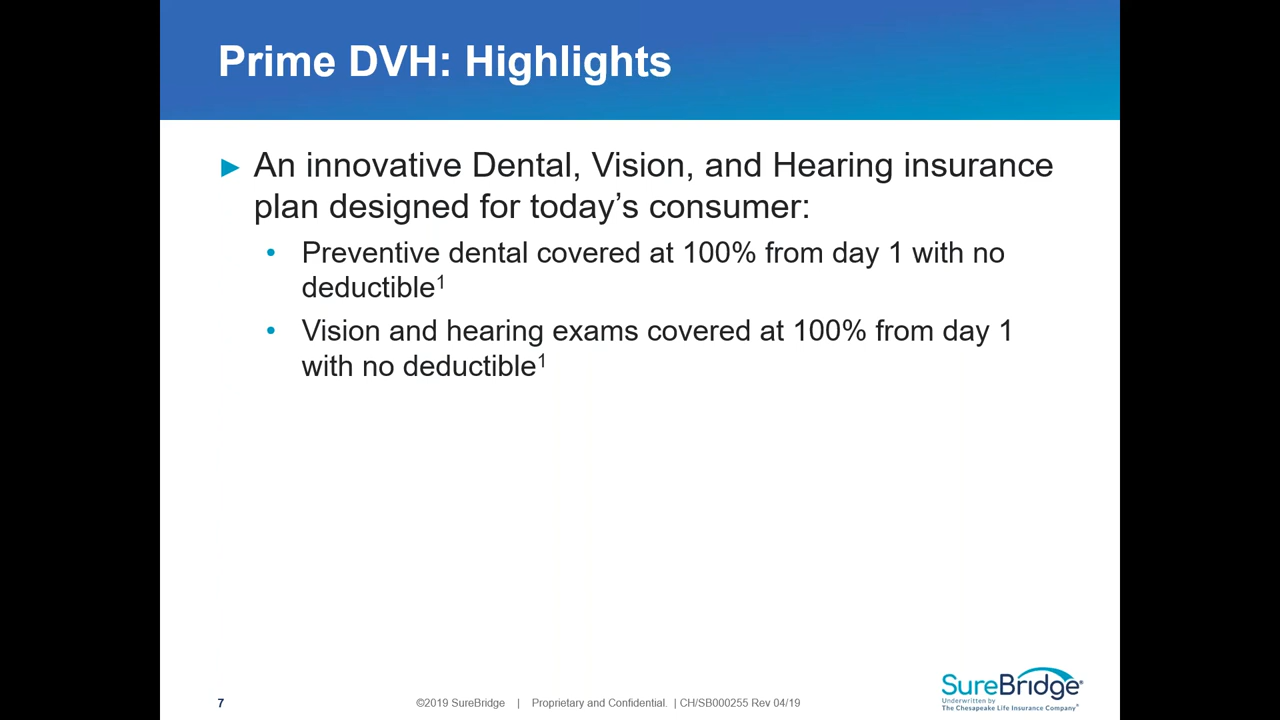 Prime DVH: Highlights
► An innovative Dental, Vision, and Hearing insurance
plan designed for today’s consumer:
• Preventive dental covered at 100% from day 1 with no
deductible¹
• Vision and hearing exams covered at 100% from day 1
with no deductible¹
7
©2019 SureBridge | Proprietary and Confidential. | CH/SB000255 Rev 04/19
SureBridge®
Underwritten by
The Chesapeake Life Insurance Company®